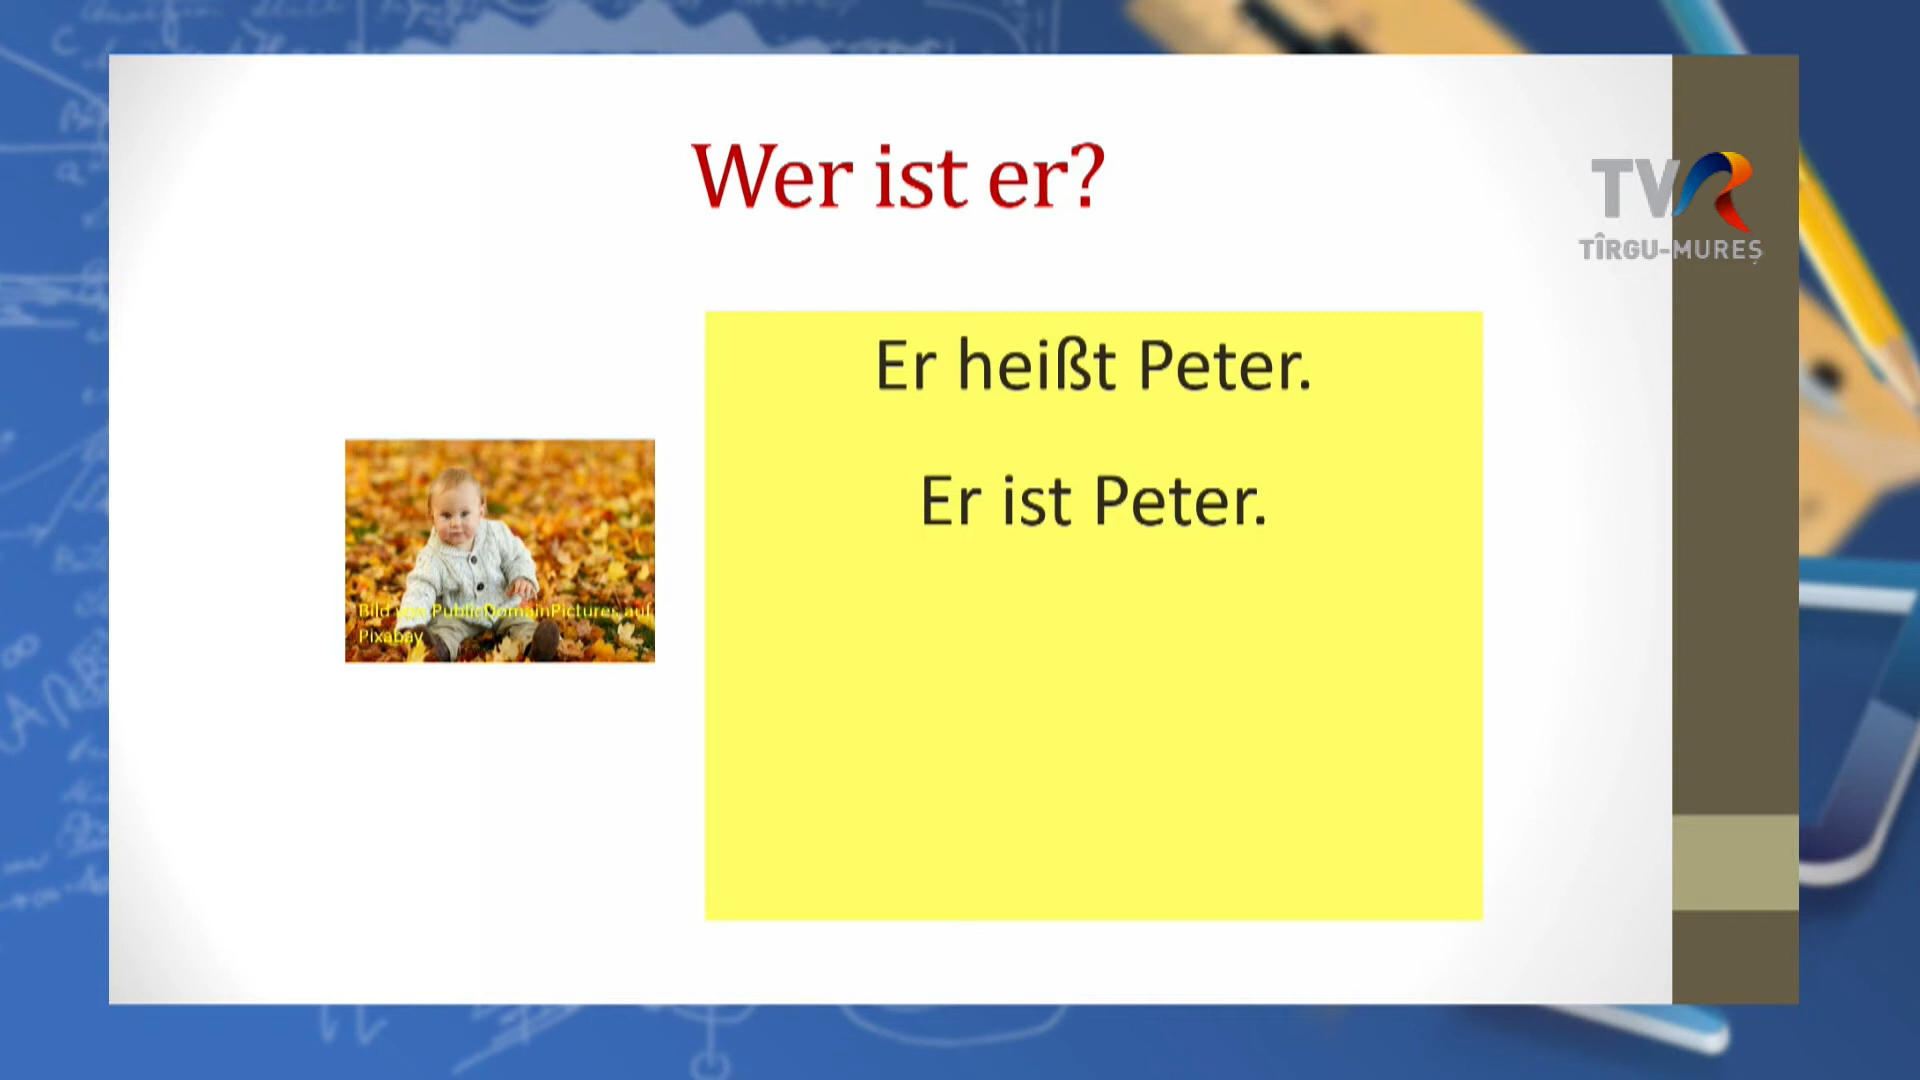 Wer ist er?
TVR
TÎRGU-MUREȘ
Er heißt Peter.
Er ist Peter.
Bild von PublicDomainPictures auf
Pixabay